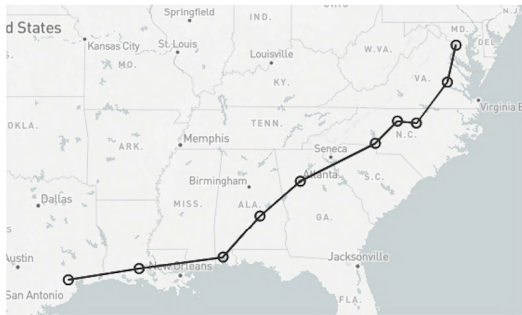 Springfield
IND.
N.J.
MD.
DEL.
d States
Kansas City
St. Louis
Louisville
W.VA.
MO.
VA.
KY.
Virginia B
OKLA.
TENN.
N.C.
Memphis
ARK.
Seneca
Birmingham
Atlanta
S.C.
Dallas
MISS.
ALA.
GA.
Austin
New Orleans
Jacksonville
San Antonio
FLA.